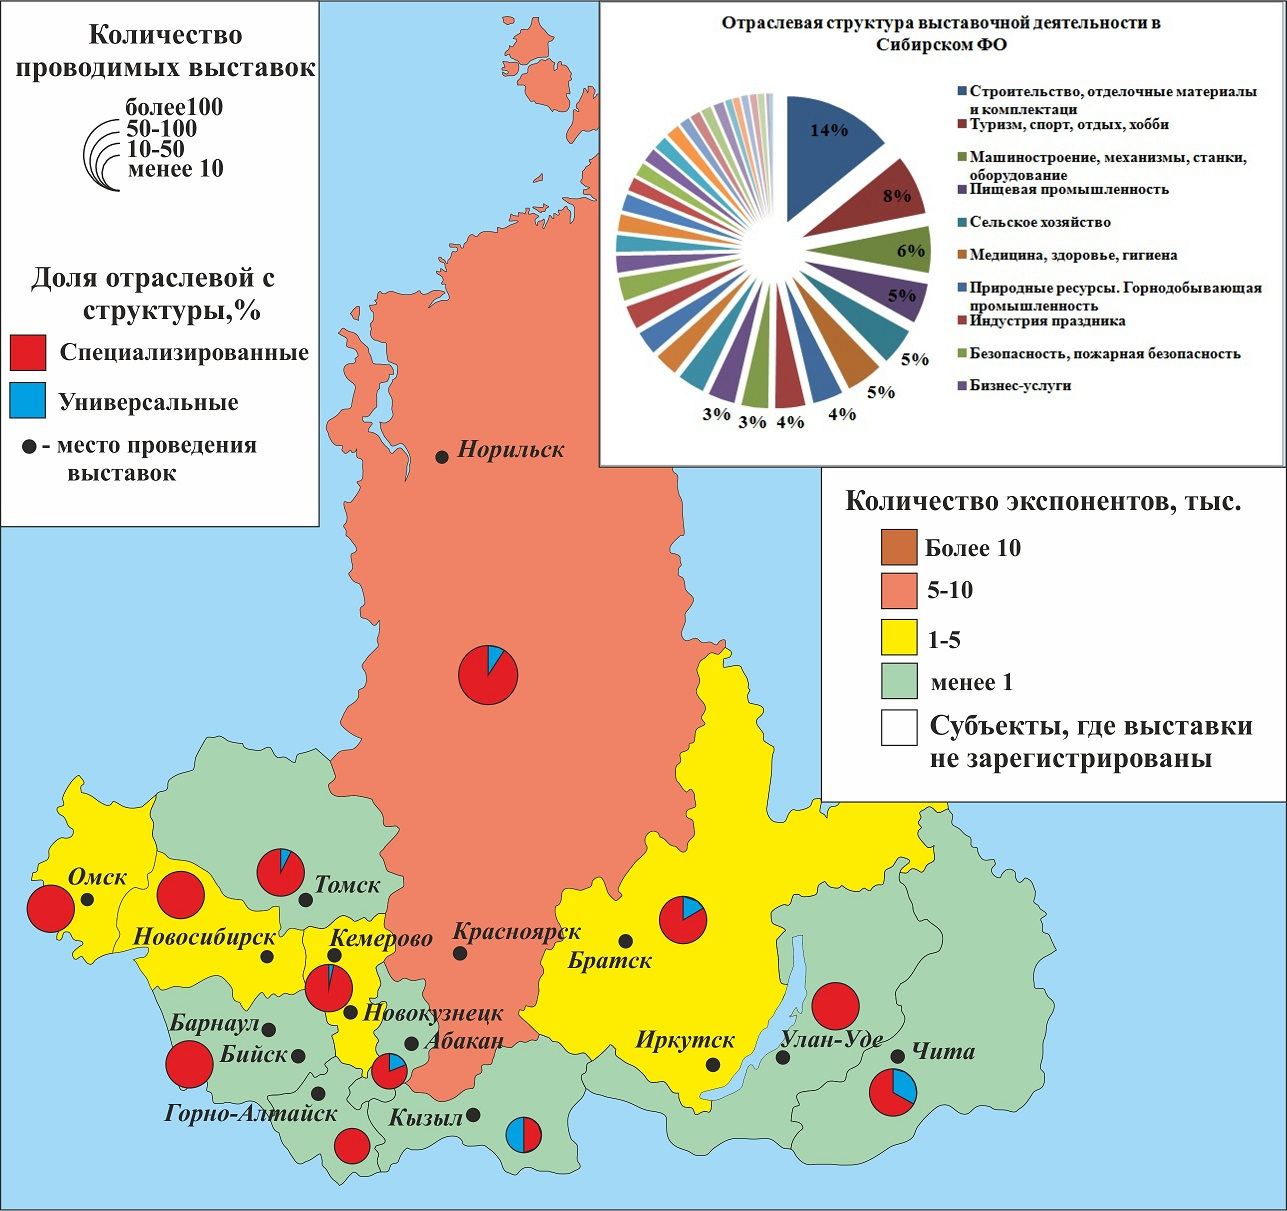 Количество
проводимых выставок
более100
50-100
10-50
менее 10
Доля отраслевой с
структуры,%
Специализированные
Универсальные
- место проведения
выставок
Отраслевая структура выставочной деятельности в
Сибирском ФО
14%
8%
6%
5%
5%
5%
4%
4%
3%
3%
Строительство, отделочные материалы
и комплектаци
Туризм, спорт, отдых, хобби
Машиностроение, механизмы, станки,
оборудование
Пищевая промышленность
Сельское хозяйство
Медицина, здоровье, гигиена
Природные ресурсы. Горнодобывающая
промышленность
Индустрия праздника
Безопасность, пожарная безопасность
Бизнес-услуги
Количество экспонентов, тыс.
Более 10
5-10
1-5
менее 1
Субъекты, где выставки
не зарегистрированы
Норильск
Омск
Томск
Новосибирск
Кемерово
Красноярск
Братск
Новокузнецк
Барнаул
Бийск
Абакан
Иркутск
Улан-Уде
Чита
Горно-Алтайск
Кызыл